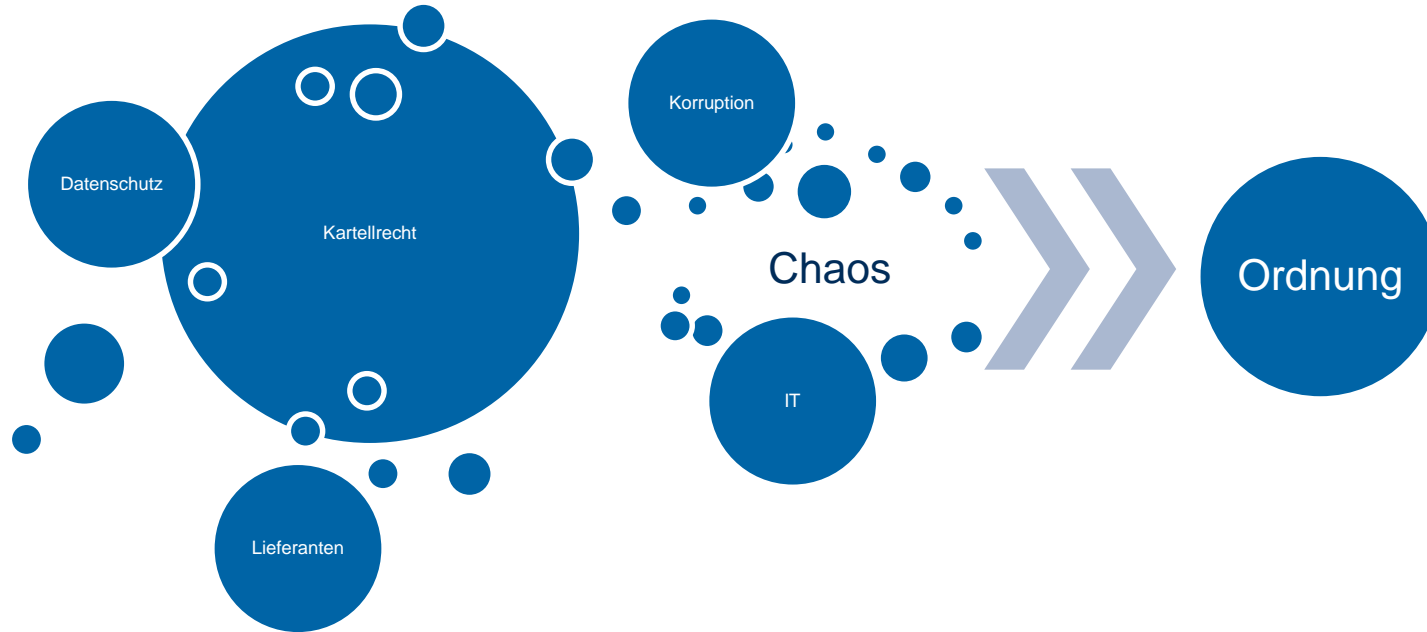 Korruption
Datenschutz
Kartellrecht
Chaos
Ordnung
IT
Lieferanten